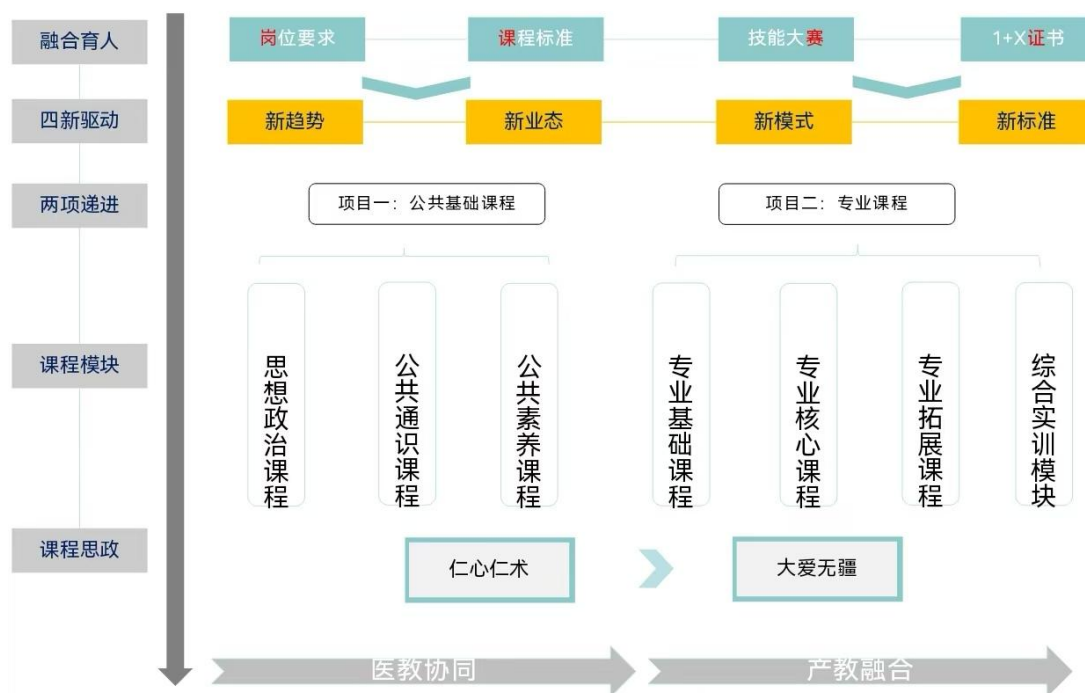 融合育人
岗位要求
课程标准
技能大赛
1+X证书
四新驱动
新趋势
新业态
新模式
新标准
两项递进
项目一：公共基础课程
项目二：专业课程
课程模块
思想政治课程
公共通识课程
公共素养课程
专业基础课程
专业核心课程
专业拓展课程
综合实训模块
课程思政
仁心仁术
大爱无疆
医教协同
产教融合